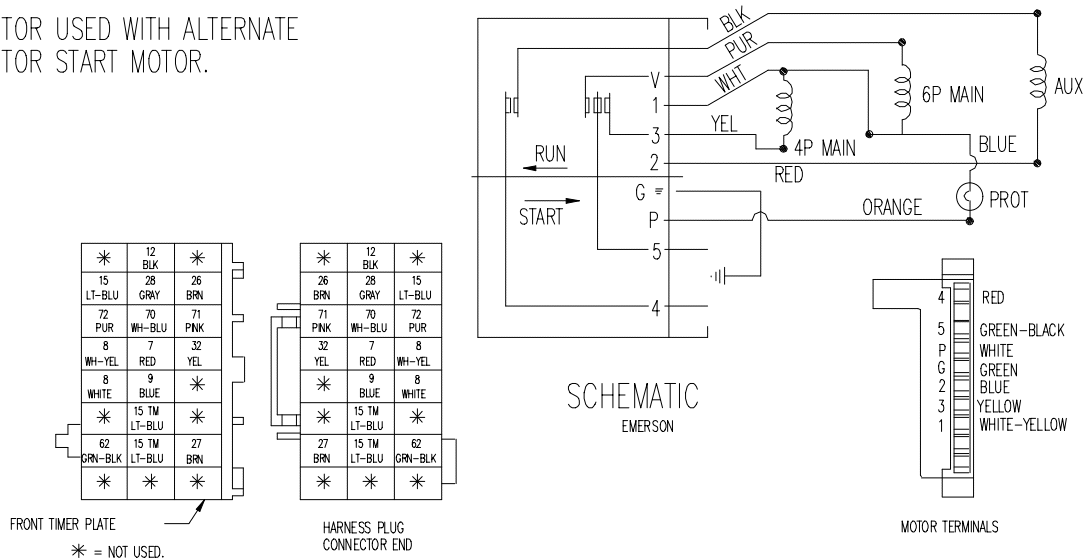 TOR USED WITH ALTERNATE
TOR START MOTOR.
BLK
PUR
WHT
YEL
V
1
3
2
G
P
5
4
RUN
START
4P MAIN
6P MAIN
AUX
BLUE
RED
PROT
ORANGE
SCHEMATIC
EMERSON
✳ 12 BLK ✳
15 LT-BLU 28 GRAY 26 BRN
72 PUR 70 WH-BLU 71 PINK
8 WH-YEL 7 RED 32 YEL
8 WHITE 9 BLUE ✳
✳ 15 TM LT-BLU ✳
62 GRN-BLK 15 TM LT-BLU 27 BRN
✳ ✳ ✳
FRONT TIMER PLATE
✳ = NOT USED.
✳ 12 BLK ✳
26 BRN 28 GRAY 15 LT-BLU
71 PINK 70 WH-BLU 72 PUR
32 YEL 7 RED 8 WH-YEL
✳ 9 BLUE 8 WHITE
✳ 15 TM LT-BLU ✳
27 BRN 15 TM LT-BLU 62 GRN-BLK
✳ ✳ ✳
HARNESS PLUG
CONNECTOR END
4 RED
5 GREEN-BLACK
P WHITE
G GREEN
2 BLUE
3 YELLOW
1 WHITE-YELLOW
MOTOR TERMINALS